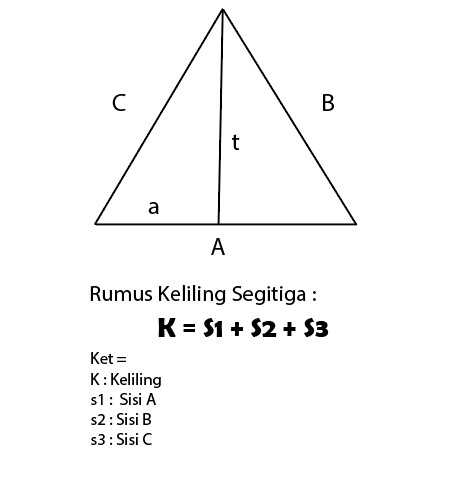 C
B
t
a
A
Rumus Keliling Segitiga :
K = S1 + S2 + S3
Ket =
K : Keliling
s1 : Sisi A
s2 : Sisi B
s3 : Sisi C